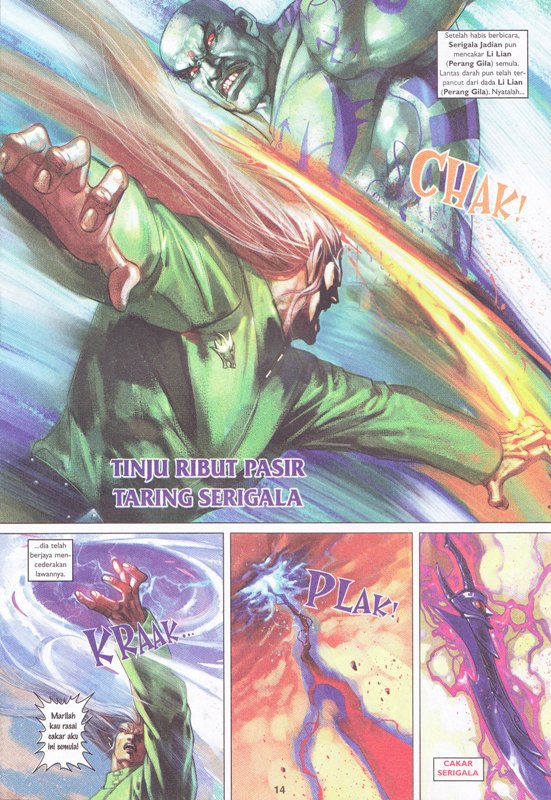 Setelah habis berbicara,
Serigala Jadian pun
mencakar Li Lian
(Perang Gila) semula.
Lantas darah pun telah ter-
pancut dari dada Li Lian
(Perang Gila). Nyatalah...
CHAK!
TINJU RIBUT PASIR
TARING SERIGALA
...dia telah
berjaya men-
cederakan
lawannya.
KRAAK...
Marilah
kau rasai
cakar aku
ini semula!
PLAK!
CAKAR
SERIGALA
14